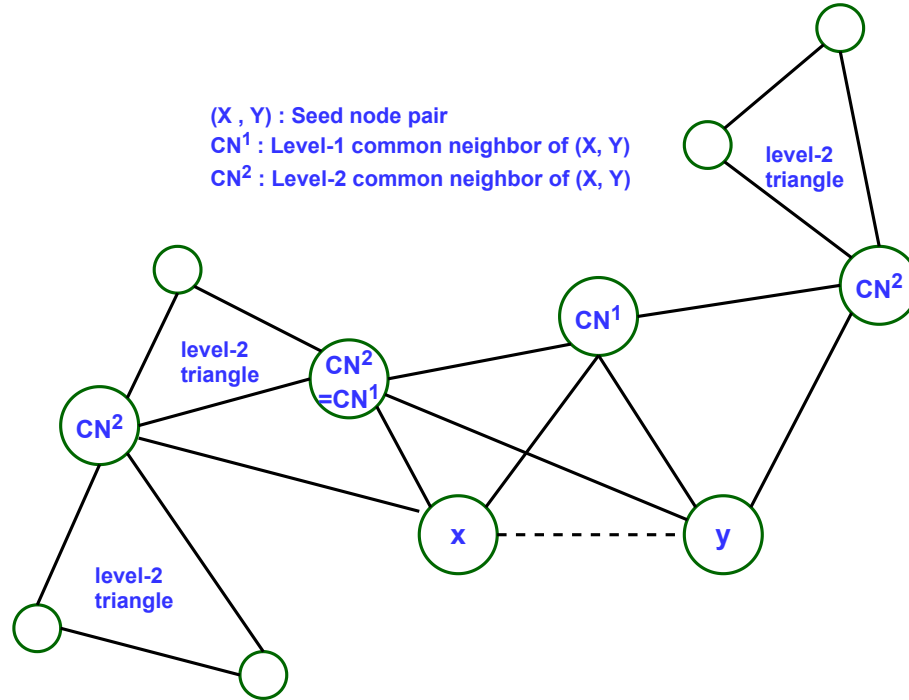 (X , Y) : Seed node pair
CN¹ : Level-1 common neighbor of (X, Y)
CN² : Level-2 common neighbor of (X, Y)
level-2
triangle
CN²
CN¹
level-2
triangle
CN²
=CN¹
CN²
x
y
level-2
triangle